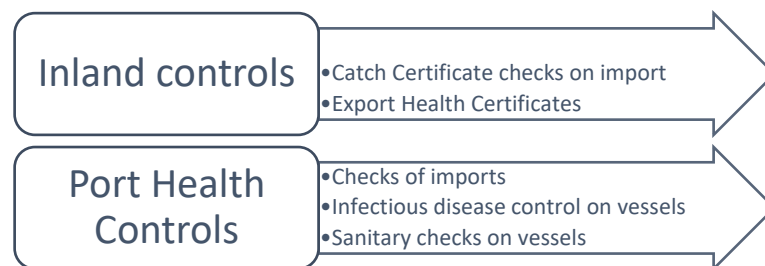 Inland controls
•Catch Certificate checks on import
•Export Health Certificates
Port Health
Controls
•Checks of imports
•Infectious disease control on vessels
•Sanitary checks on vessels